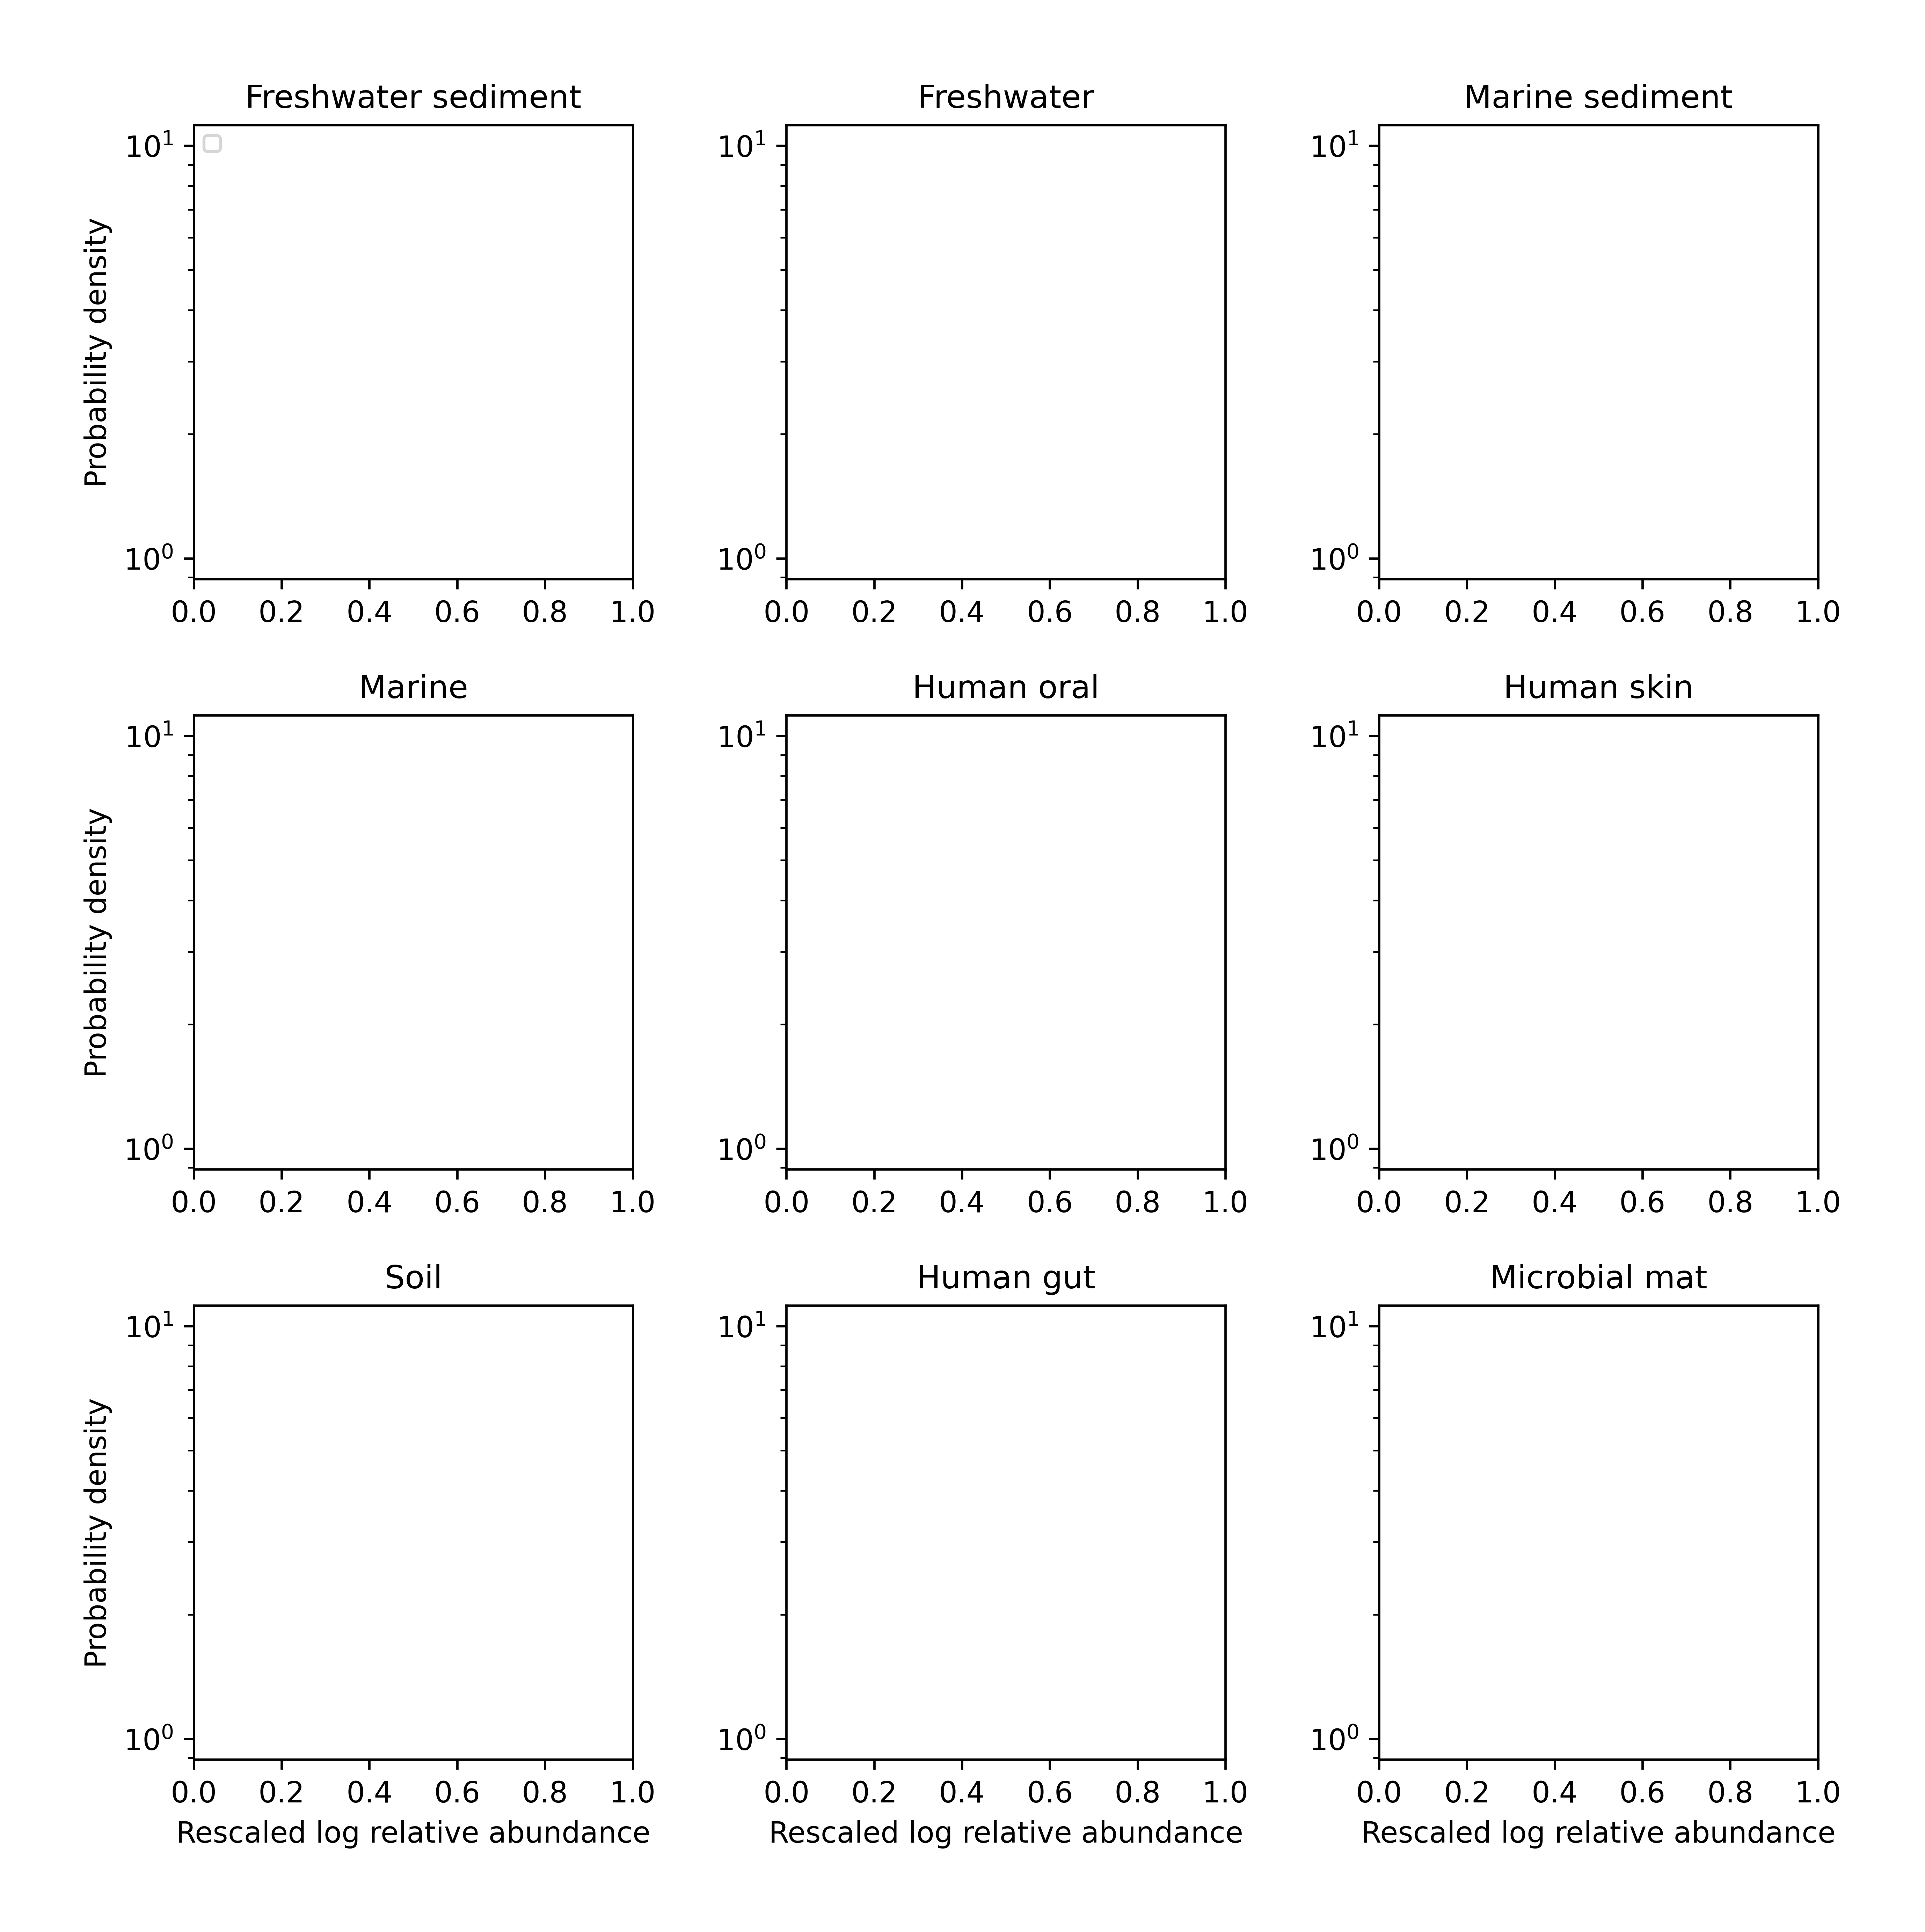 Freshwater sediment Freshwater Marine sediment
10¹ 10¹ 10¹
Probability density
10⁰ 10⁰ 10⁰
0.0 0.2 0.4 0.6 0.8 1.0 0.0 0.2 0.4 0.6 0.8 1.0 0.0 0.2 0.4 0.6 0.8 1.0
Marine Human oral Human skin
10¹ 10¹ 10¹
Probability density
10⁰ 10⁰ 10⁰
0.0 0.2 0.4 0.6 0.8 1.0 0.0 0.2 0.4 0.6 0.8 1.0 0.0 0.2 0.4 0.6 0.8 1.0
Soil Human gut Microbial mat
10¹ 10¹ 10¹
Probability density
10⁰ 10⁰ 10⁰
0.0 0.2 0.4 0.6 0.8 1.0 0.0 0.2 0.4 0.6 0.8 1.0 0.0 0.2 0.4 0.6 0.8 1.0
Rescaled log relative abundance Rescaled log relative abundance Rescaled log relative abundance